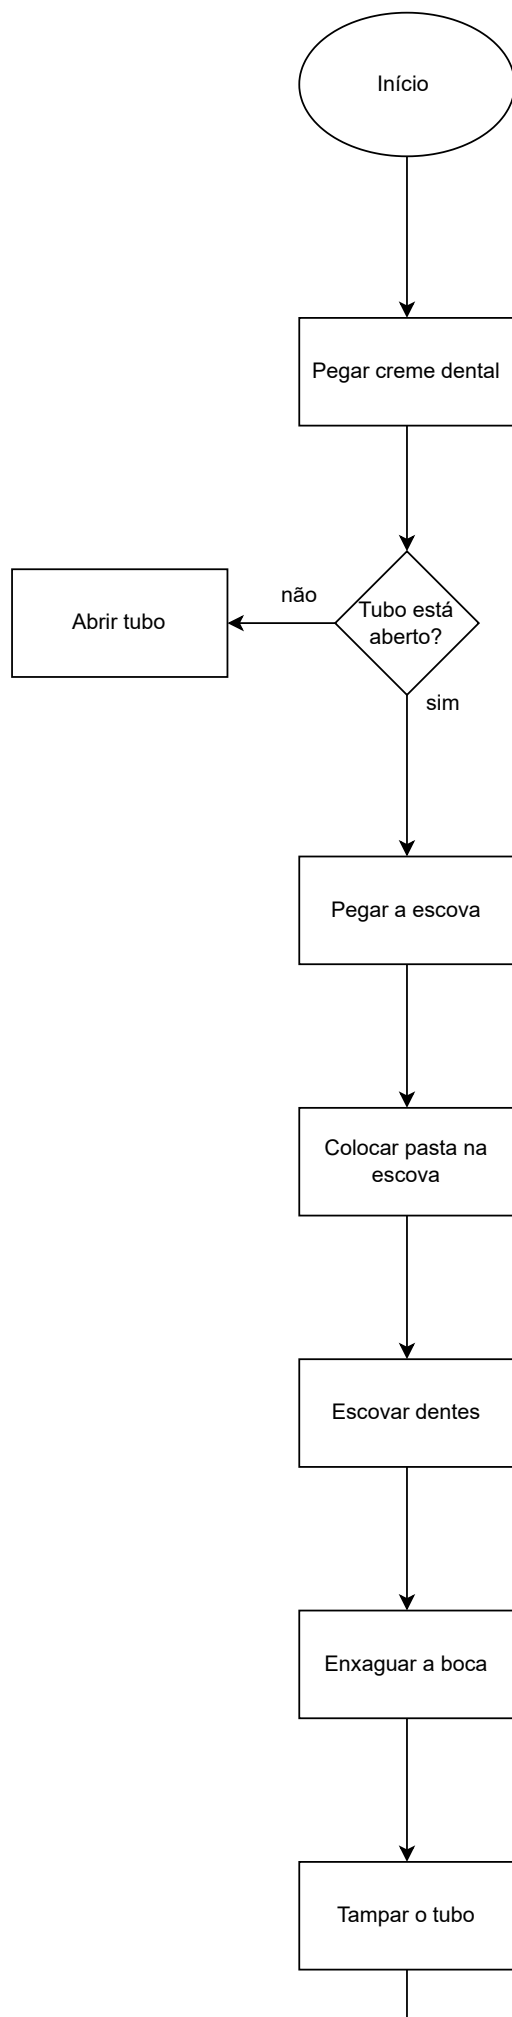 Início
Pegar creme dental
não
Tubo está
aberto?
Abrir tubo
sim
Pegar a escova
Colocar pasta na
escova
Escovar dentes
Enxaguar a boca
Tampar o tubo